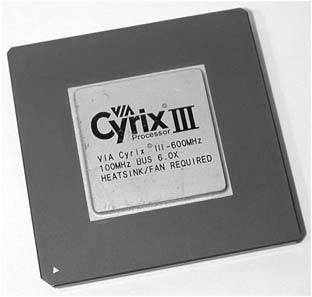 VIA
Cyrix III
Processor
VIA Cyrix© III-600MHz
100MHz BUS 6.0X
HEATSINK/FAN REQUIRED